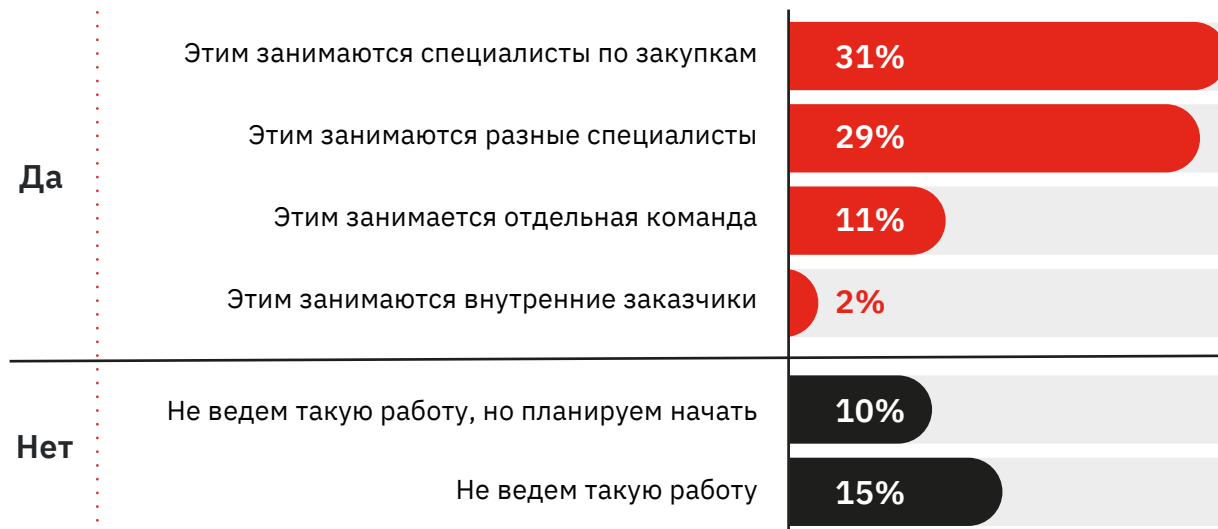 Да
Этим занимаются специалисты по закупкам 31%
Этим занимаются разные специалисты 29%
Этим занимается отдельная команда 11%
Этим занимаются внутренние заказчики 2%
Нет
Не ведем такую работу, но планируем начать 10%
Не ведем такую работу 15%